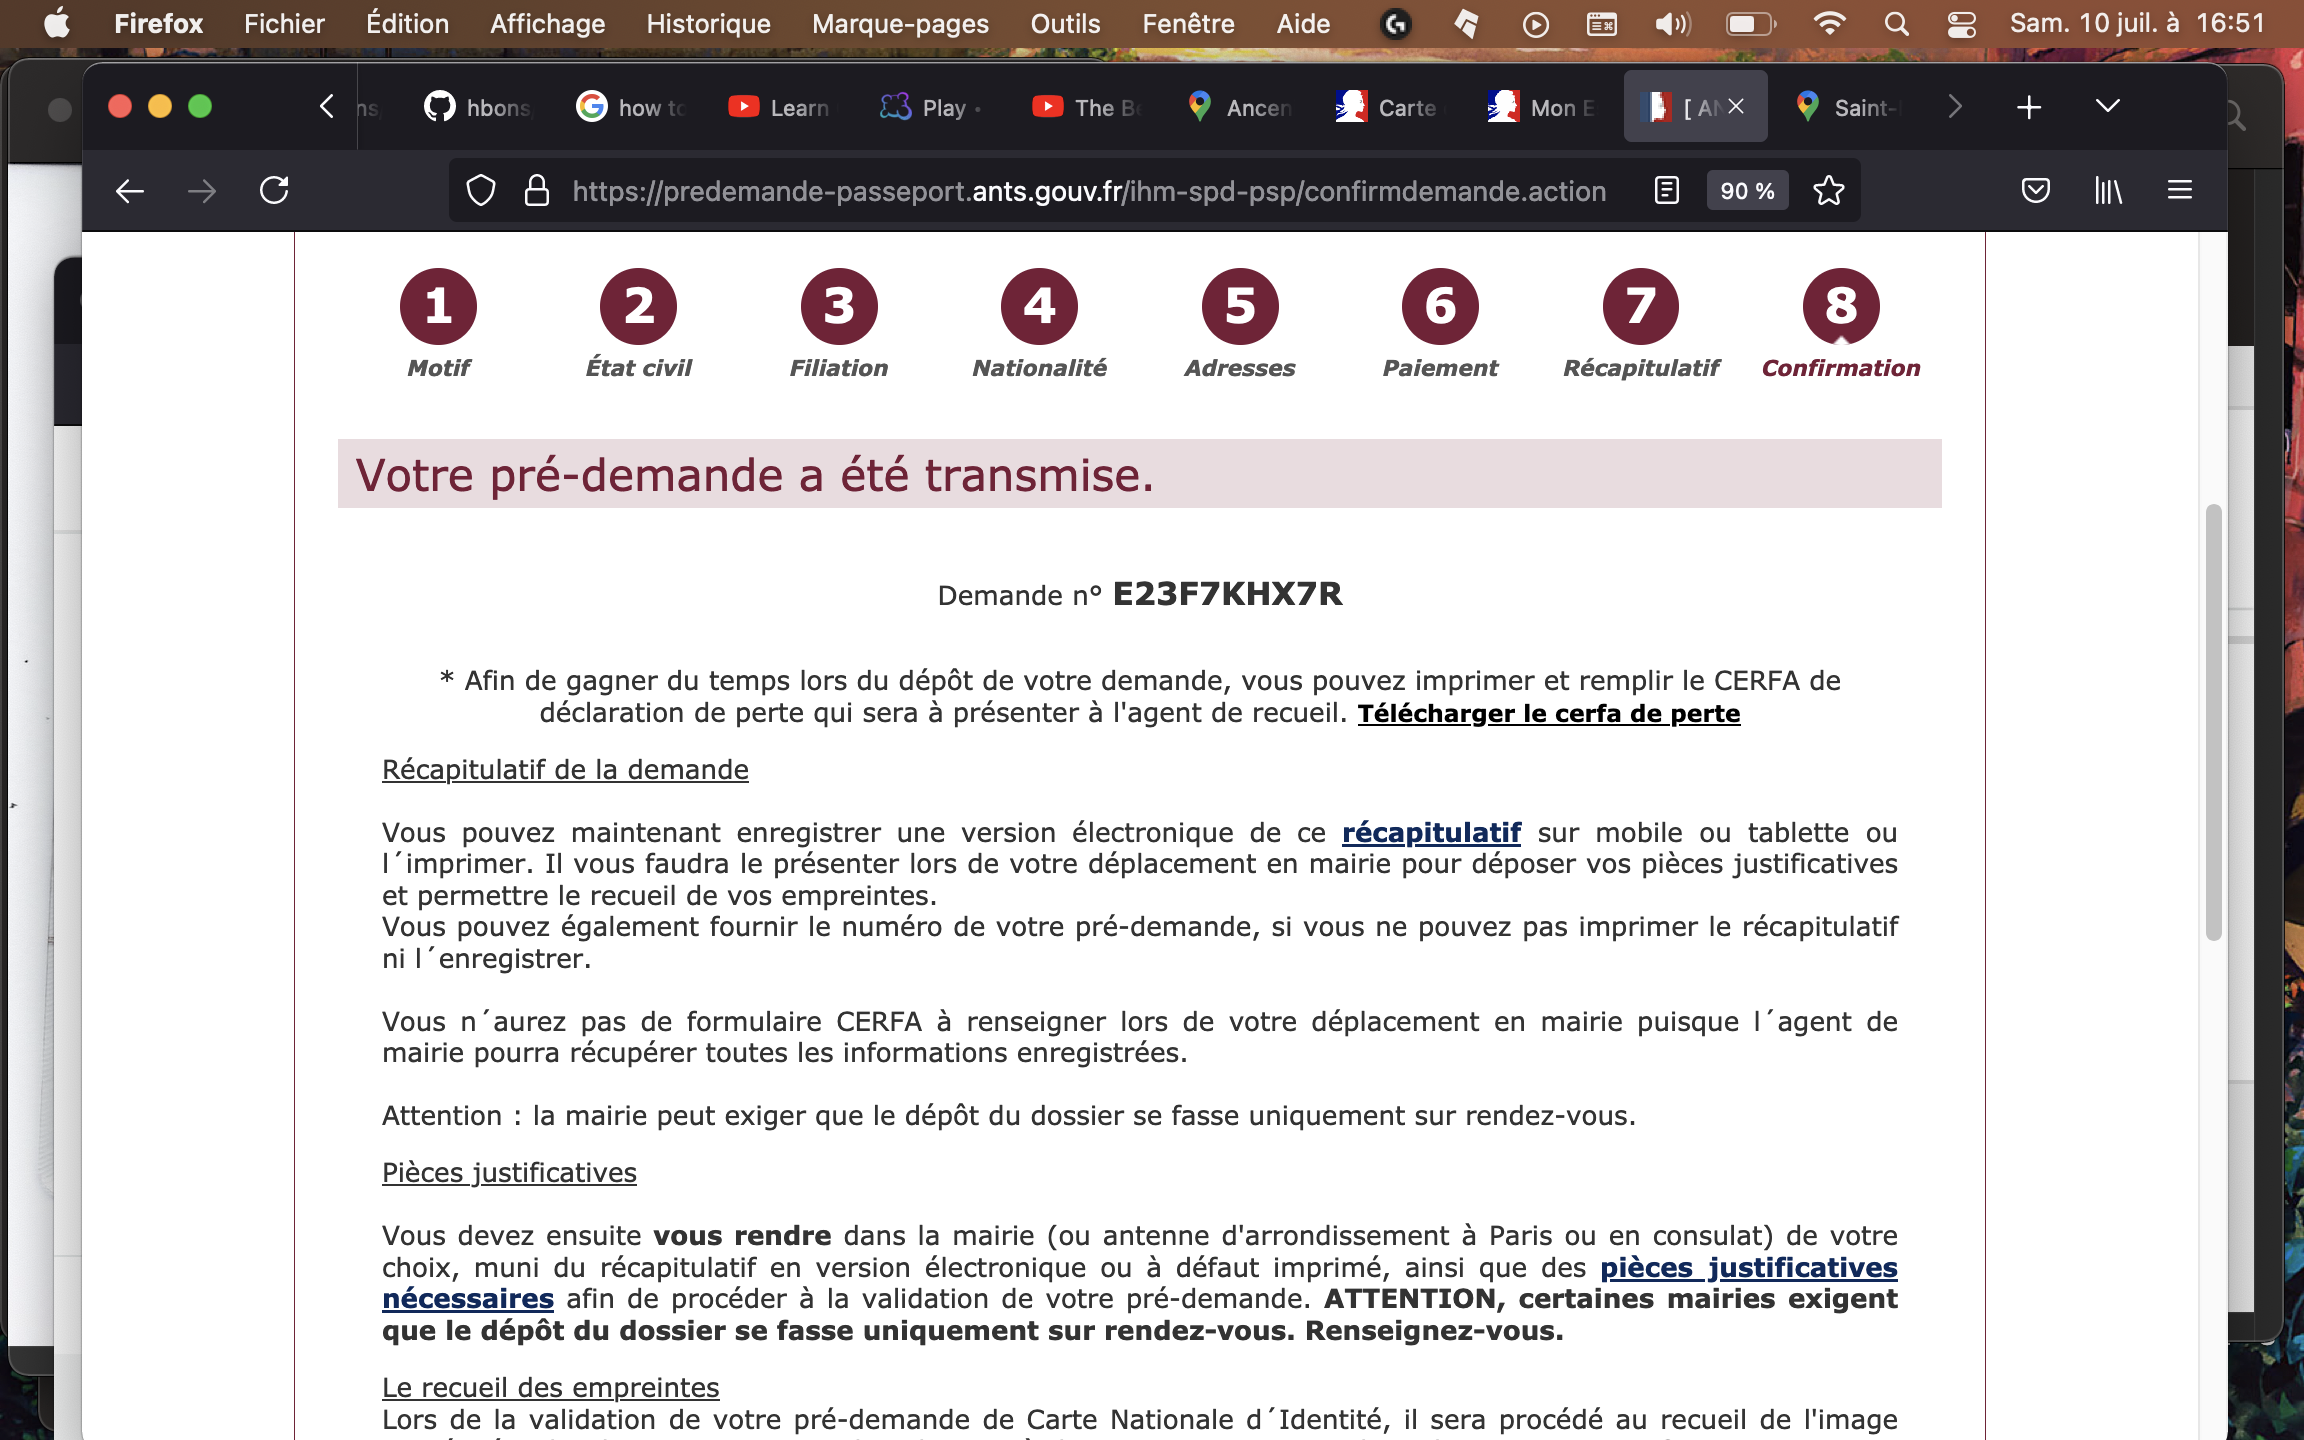 Firefox Fichier Édition Affichage Historique Marque-pages Outils Fenêtre Aide Sam. 10 juil. à 16:51
hbons how to Learn Play · The Be Ancen Carte Mon E [ AN Saint-
https://predemande-passeport.ants.gouv.fr/ihm-spd-psp/confirmdemande.action 90 %
1 2 3 4 5 6 7 8
Motif État civil Filiation Nationalité Adresses Paiement Récapitulatif Confirmation
Votre pré-demande a été transmise.
Demande n° E23F7KHX7R
* Afin de gagner du temps lors du dépôt de votre demande, vous pouvez imprimer et remplir le CERFA de
déclaration de perte qui sera à présenter à l'agent de recueil. Télécharger le cerfa de perte
Récapitulatif de la demande
Vous pouvez maintenant enregistrer une version électronique de ce récapitulatif sur mobile ou tablette ou
l´imprimer. Il vous faudra le présenter lors de votre déplacement en mairie pour déposer vos pièces justificatives
et permettre le recueil de vos empreintes.
Vous pouvez également fournir le numéro de votre pré-demande, si vous ne pouvez pas imprimer le récapitulatif
ni l´enregistrer.
Vous n´aurez pas de formulaire CERFA à renseigner lors de votre déplacement en mairie puisque l´agent de
mairie pourra récupérer toutes les informations enregistrées.
Attention : la mairie peut exiger que le dépôt du dossier se fasse uniquement sur rendez-vous.
Pièces justificatives
Vous devez ensuite vous rendre dans la mairie (ou antenne d'arrondissement à Paris ou en consulat) de votre
choix, muni du récapitulatif en version électronique ou à défaut imprimé, ainsi que des pièces justificatives
nécessaires afin de procéder à la validation de votre pré-demande. ATTENTION, certaines mairies exigent
que le dépôt du dossier se fasse uniquement sur rendez-vous. Renseignez-vous.
Le recueil des empreintes
Lors de la validation de votre pré-demande de Carte Nationale d´Identité, il sera procédé au recueil de l'image